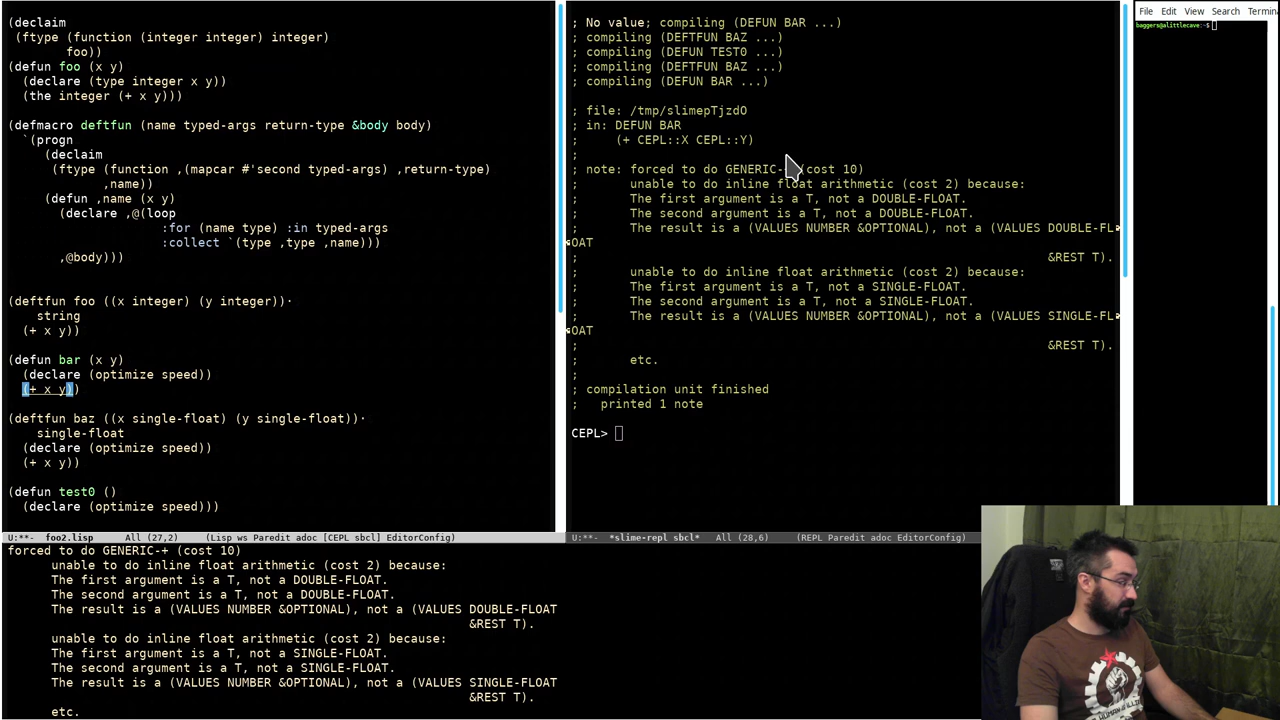 (declaim
(ftype (function (integer integer) integer)
foo))
(defun foo (x y)
(declare (type integer x y))
(the integer (+ x y)))
(defmacro deftfun (name typed-args return-type &body body)
`(progn
(declaim
(ftype (function ,(mapcar #'second typed-args) ,return-type)
,name))
(defun ,name (x y)
(declare ,@(loop
:for (name type) :in typed-args
:collect `(type ,type ,name)))
,@body)))
(deftfun foo ((x integer) (y integer))·
string
(+ x y))
(defun bar (x y)
(declare (optimize speed))
(+ x y))
(deftfun baz ((x single-float) (y single-float))·
single-float
(declare (optimize speed))
(+ x y))
(defun test0 ()
(declare (optimize speed)))
U:**- foo2.lisp All (27,2) (Lisp ws Paredit adoc [CEPL sbcl] EditorConfig)
; No value; compiling (DEFUN BAR ...)
; compiling (DEFTFUN BAZ ...)
; compiling (DEFUN TEST0 ...)
; compiling (DEFTFUN BAZ ...)
; compiling (DEFUN BAR ...)
; file: /tmp/slimepTjzdO
; in: DEFUN BAR
; (+ CEPL::X CEPL::Y)
;
; note: forced to do GENERIC- (cost 10)
; unable to do inline float arithmetic (cost 2) because:
; The first argument is a T, not a DOUBLE-FLOAT.
; The second argument is a T, not a DOUBLE-FLOAT.
; The result is a (VALUES NUMBER &OPTIONAL), not a (VALUES DOUBLE-FL
OAT
; &REST T).
; unable to do inline float arithmetic (cost 2) because:
; The first argument is a T, not a SINGLE-FLOAT.
; The second argument is a T, not a SINGLE-FLOAT.
; The result is a (VALUES NUMBER &OPTIONAL), not a (VALUES SINGLE-FL
OAT
; &REST T).
; etc.
;
; compilation unit finished
; printed 1 note
CEPL>
U:**- *slime-repl sbcl* All (28,6) (REPL Paredit adoc EditorConfig)
File Edit View Search Termin
baggers@alittlecave:~$
forced to do GENERIC-+ (cost 10)
unable to do inline float arithmetic (cost 2) because:
The first argument is a T, not a DOUBLE-FLOAT.
The second argument is a T, not a DOUBLE-FLOAT.
The result is a (VALUES NUMBER &OPTIONAL), not a (VALUES DOUBLE-FLOAT
&REST T).
unable to do inline float arithmetic (cost 2) because:
The first argument is a T, not a SINGLE-FLOAT.
The second argument is a T, not a SINGLE-FLOAT.
The result is a (VALUES NUMBER &OPTIONAL), not a (VALUES SINGLE-FLOAT
&REST T).
etc.